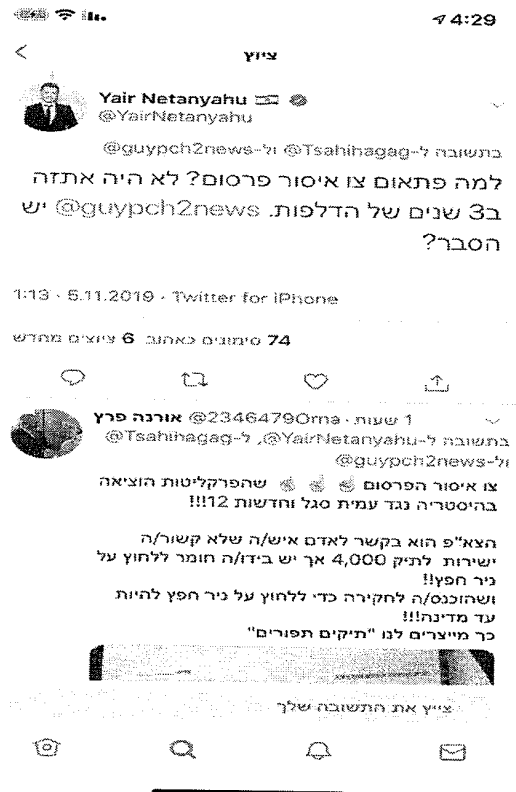 4:29
ציוץ
Yair Netanyahu
@YairNetanyahu
בתשובה ל-Tsahihagag@ ול-guypch2news@
למה פתאום צו איסור פרסום? לא היה אתזה
ב3 שנים של הדלפות. @guypch2news יש
הסבר?
1:13 · 5.11.2019 · Twitter for iPhone
74 סימונים כאהוב 6 ציוצים מחדש
אורנה פרץ @23464790rna · 1 שעות
בתשובה ל-YairNetanyahu@, ל-Tsahihagag@
ול-guypch2news@
צו איסור הפרסום ☝ ☝ ☝ שהפרקליטות הוציאה
בהיסטריה נגד עמית סגל וחדשות 12!!!
הצא"פ הוא בקשר לאדם איש/ה שלא קשור/ה
ישירות לתיק 4,000 אך יש בידו/ה חומר ללחוץ על
ניר חפץ!!
ושהוכנס/ה לחקירה כדי ללחוץ על ניר חפץ להיות
עד מדינה!!!
כך מייצרים לנו "תיקים תפורים"
צייץ את התשובה שלך